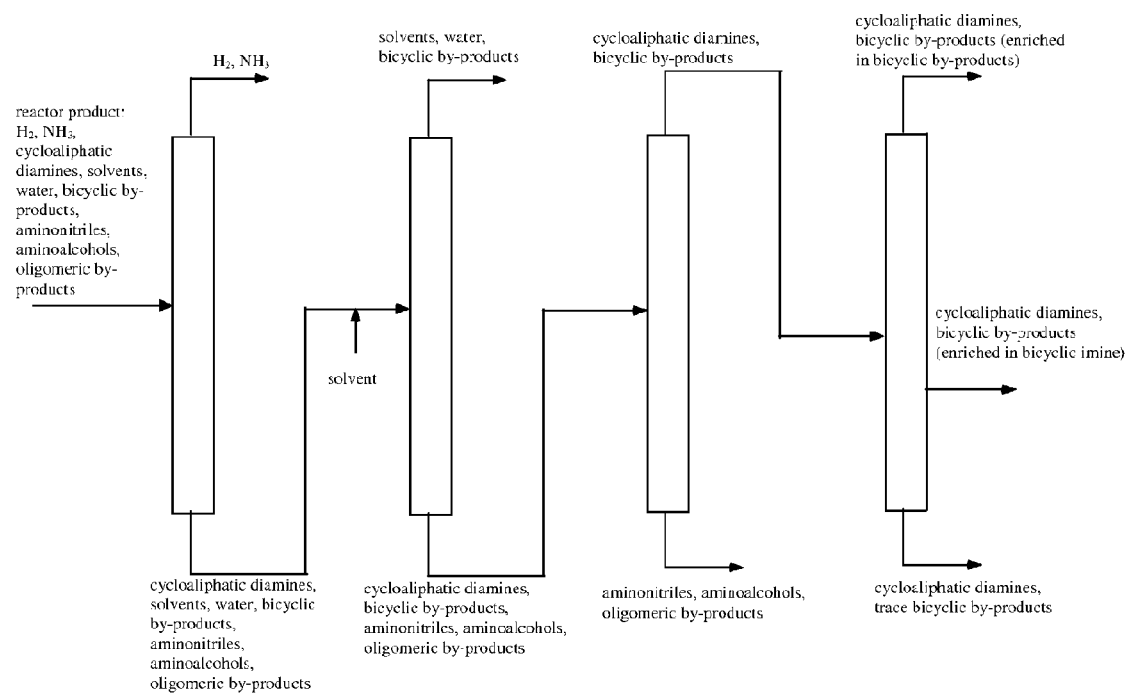 H₂, NH₃
reactor product:
H₂, NH₃,
cycloaliphatic
diamines, solvents,
water, bicyclic by-
products,
aminonitriles,
aminoalcohols,
oligomeric by-
products
cycloaliphatic diamines,
solvents, water, bicyclic
by-products,
aminonitriles,
aminoalcohols,
oligomeric by-products
solvent
solvents, water,
bicyclic by-products
cycloaliphatic diamines,
bicyclic by-products,
aminonitriles, aminoalcohols,
oligomeric by-products
cycloaliphatic diamines,
bicyclic by-products
aminonitriles, aminoalcohols,
oligomeric by-products
cycloaliphatic diamines,
bicyclic by-products (enriched
in bicyclic by-products)
cycloaliphatic diamines,
bicyclic by-products
(enriched in bicyclic imine)
cycloaliphatic diamines,
trace bicyclic by-products